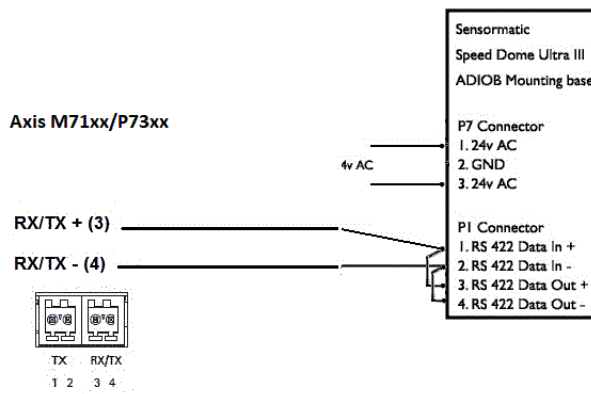 Sensormatic
Speed Dome Ultra III
ADIOB Mounting base
Axis M71xx/P73xx
P7 Connector
1. 24v AC
4v AC
2. GND
3. 24v AC
RX/TX + (3)
P1 Connector
1. RS 422 Data In +
RX/TX - (4)
2. RS 422 Data In -
3. RS 422 Data Out +
4. RS 422 Data Out -
TX RX/TX
1 2 3 4